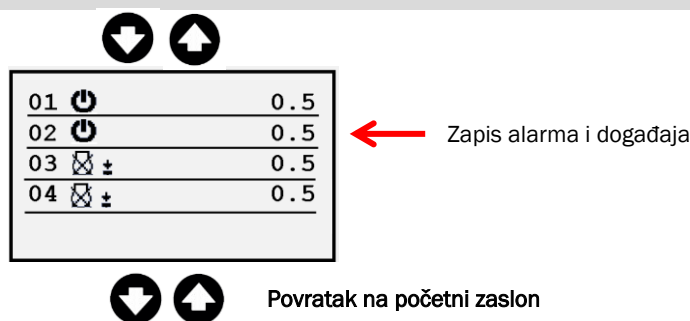 01 0.5
02 0.5 Zapis alarma i događaja
03 ± 0.5
04 ± 0.5
Povratak na početni zaslon